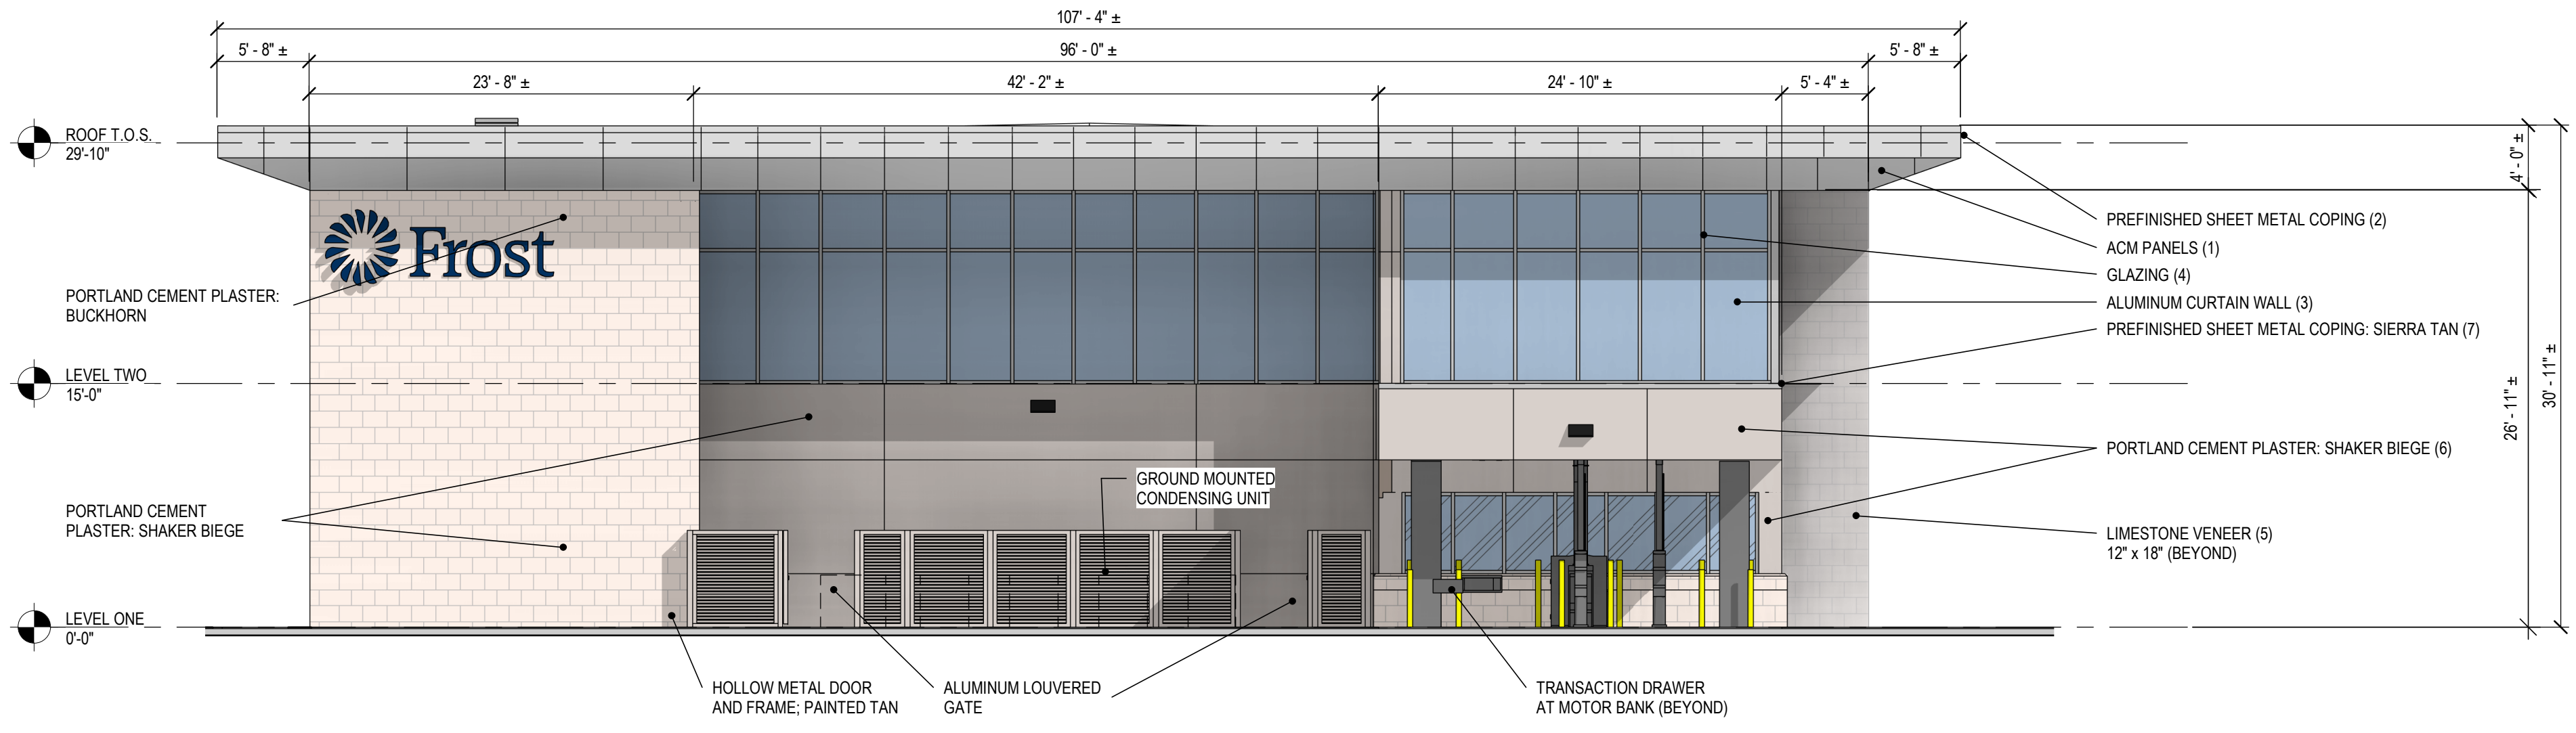 107' - 4" ±
5' - 8" ±
96' - 0" ±
5' - 8" ±
23' - 8" ±
42' - 2" ±
24' - 10" ±
5' - 4" ±
ROOF T.O.S.
29'-10"
4' - 0" ±
Frost
PREFINISHED SHEET METAL COPING (2)
ACM PANELS (1)
GLAZING (4)
ALUMINUM CURTAIN WALL (3)
PREFINISHED SHEET METAL COPING: SIERRA TAN (7)
PORTLAND CEMENT PLASTER:
BUCKHORN
LEVEL TWO
15'-0"
30' - 11" ±
26' - 11" ±
PORTLAND CEMENT PLASTER: SHAKER BIEGE (6)
GROUND MOUNTED
CONDENSING UNIT
PORTLAND CEMENT
PLASTER: SHAKER BIEGE
LIMESTONE VENEER (5)
12" x 18" (BEYOND)
LEVEL ONE
0'-0"
HOLLOW METAL DOOR
AND FRAME; PAINTED TAN
ALUMINUM LOUVERED
GATE
TRANSACTION DRAWER
AT MOTOR BANK (BEYOND)